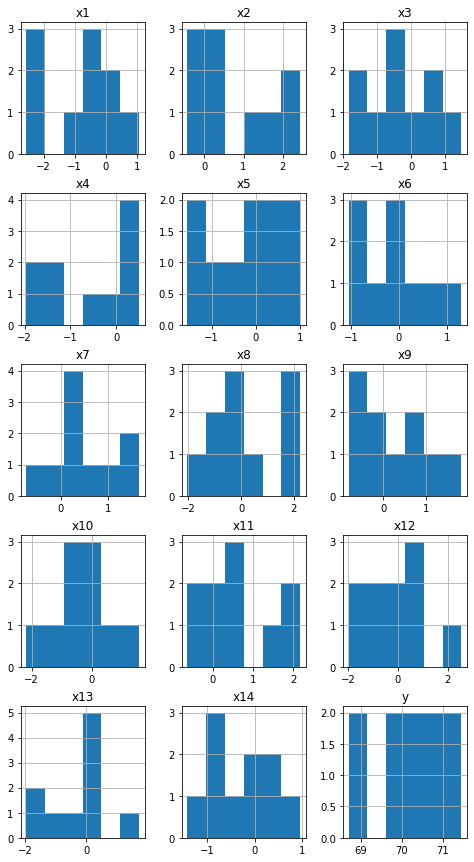 x1 x2 x3
3 3 3
2 2 2
1 1 1
0 0 0
−2 −1 0 1 0 1 2 −2 −1 0 1
x4 x5 x6
4 2.0 3
3 1.5 2
2 1.0
1 0.5 1
0 0.0 0
−2 −1 0 −1 0 1 −1 0 1
x7 x8 x9
4 3 3
3 2 2
2
1 1 1
0 0 0
0 1 −2 0 2 0 1
x10 x11 x12
3 3 3
2 2 2
1 1 1
0 0 0
−2 0 0 1 2 −2 0 2
x13 x14 y
5 3 2.0
4 1.5
3 2
2 1.0
1 1 0.5
0 0 0.0
−2 0 −1 0 1 69 70 71